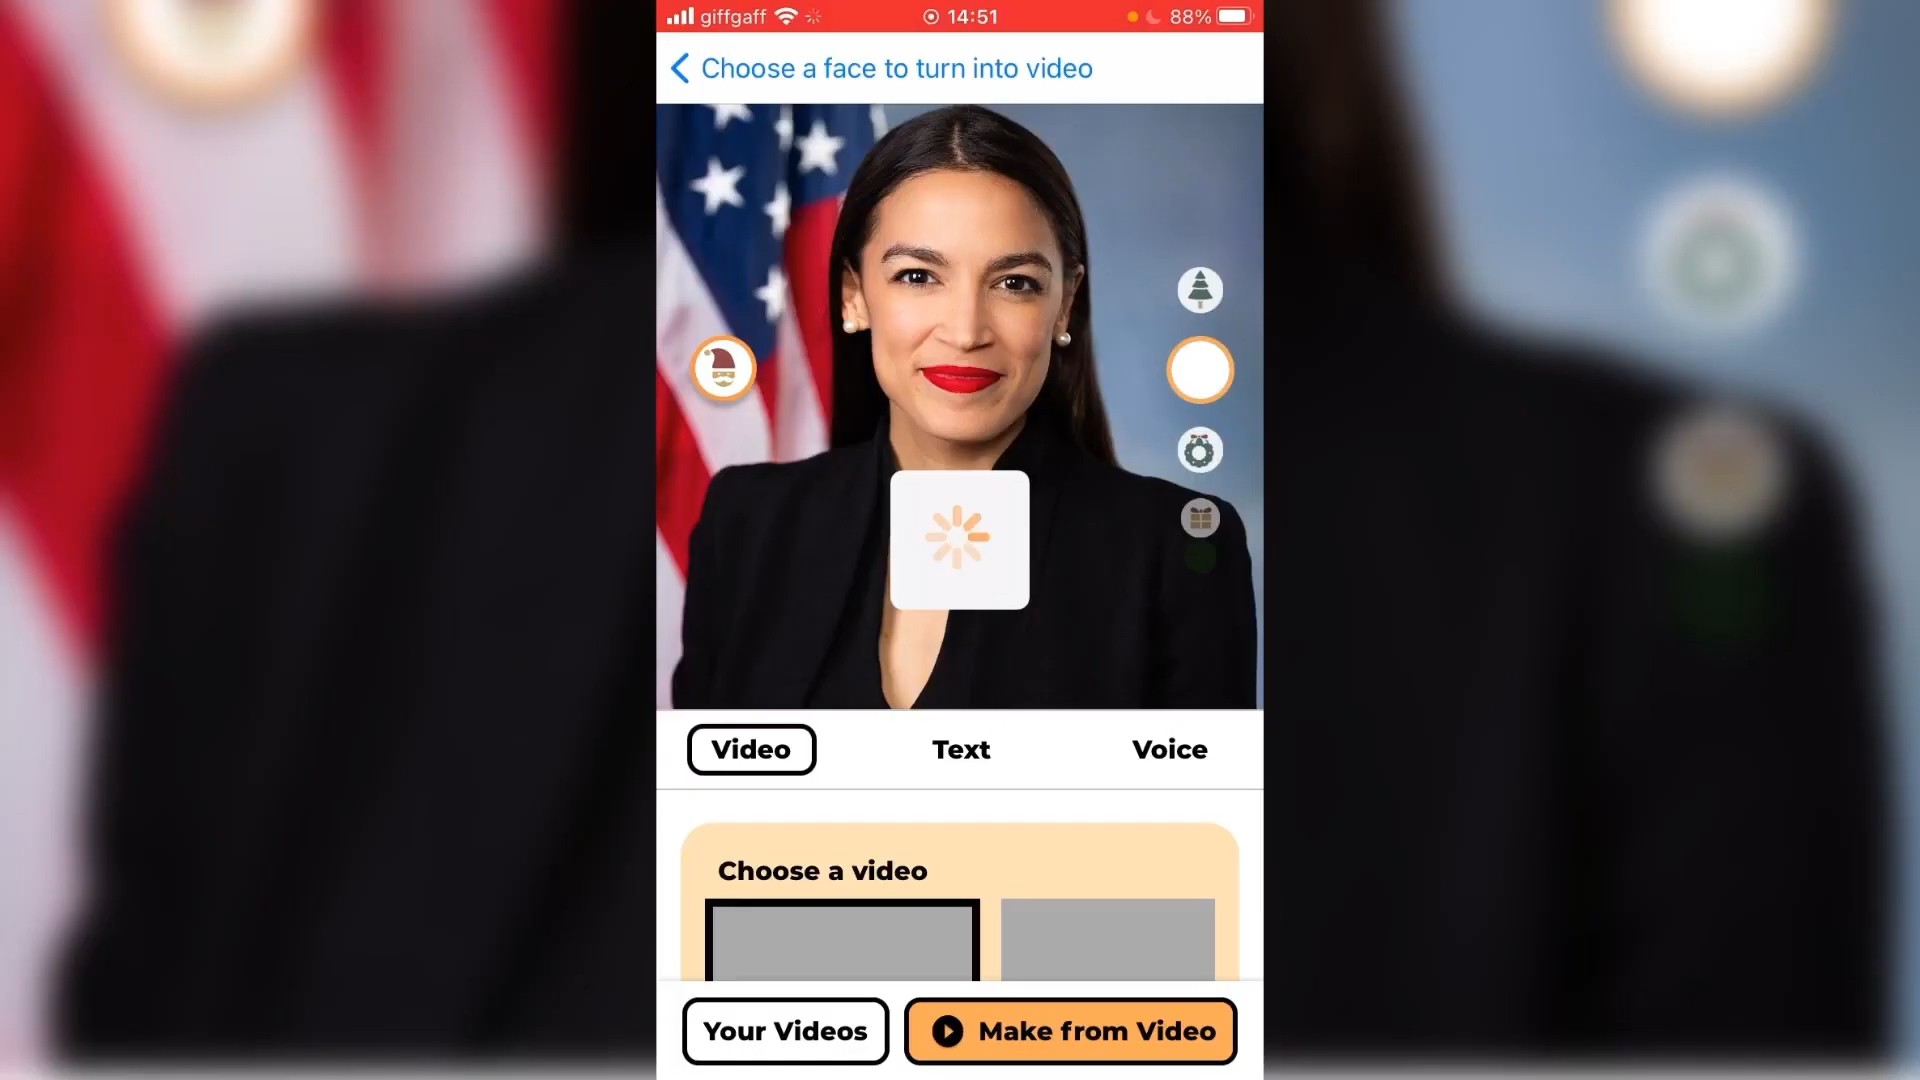 giffgaff 14:51 88%
Choose a face to turn into video
Video Text Voice
Choose a video
Your Videos Make from Video